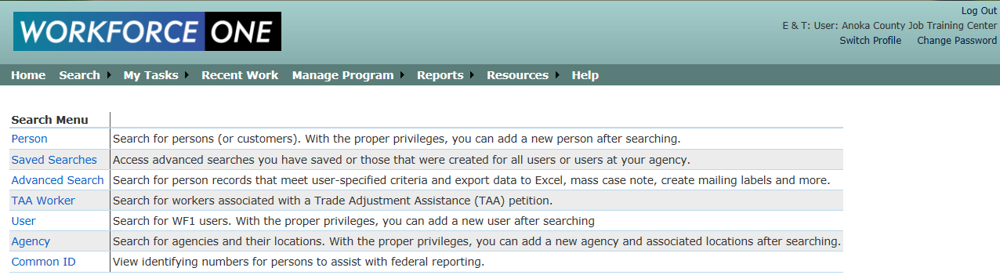 WORKFORCE ONE
Log Out
E & T: User: Anoka County Job Training Center
Switch Profile Change Password
Home Search My Tasks Recent Work Manage Program Reports Resources Help
Search Menu
Person Search for persons (or customers). With the proper privileges, you can add a new person after searching.
Saved Searches Access advanced searches you have saved or those that were created for all users or users at your agency.
Advanced Search Search for person records that meet user-specified criteria and export data to Excel, mass case note, create mailing labels and more.
TAA Worker Search for workers associated with a Trade Adjustment Assistance (TAA) petition.
User Search for WF1 users. With the proper privileges, you can add a new user after searching
Agency Search for agencies and their locations. With the proper privileges, you can add a new agency and associated locations after searching.
Common ID View identifying numbers for persons to assist with federal reporting.